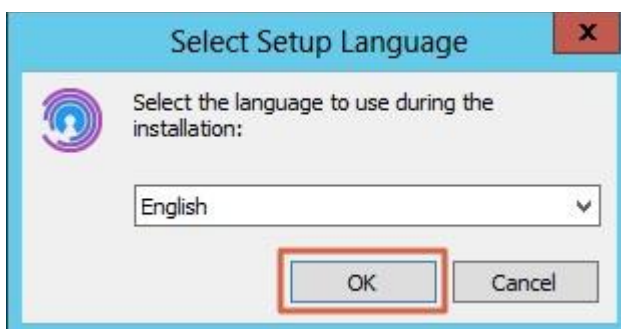 Select Setup Language
x
Select the language to use during the
installation:
English
OK
Cancel